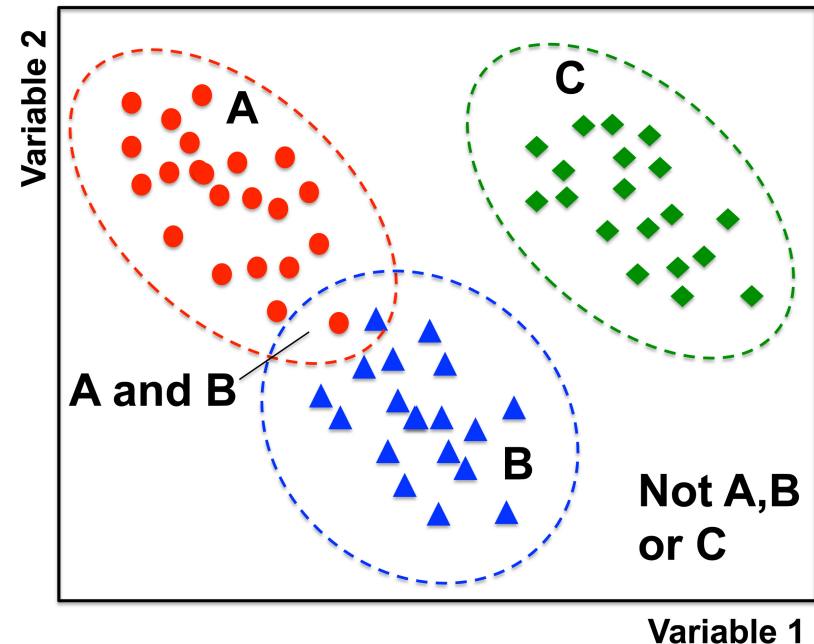 Variable 2
A
C
A and B
B
Not A,B
or C
Variable 1